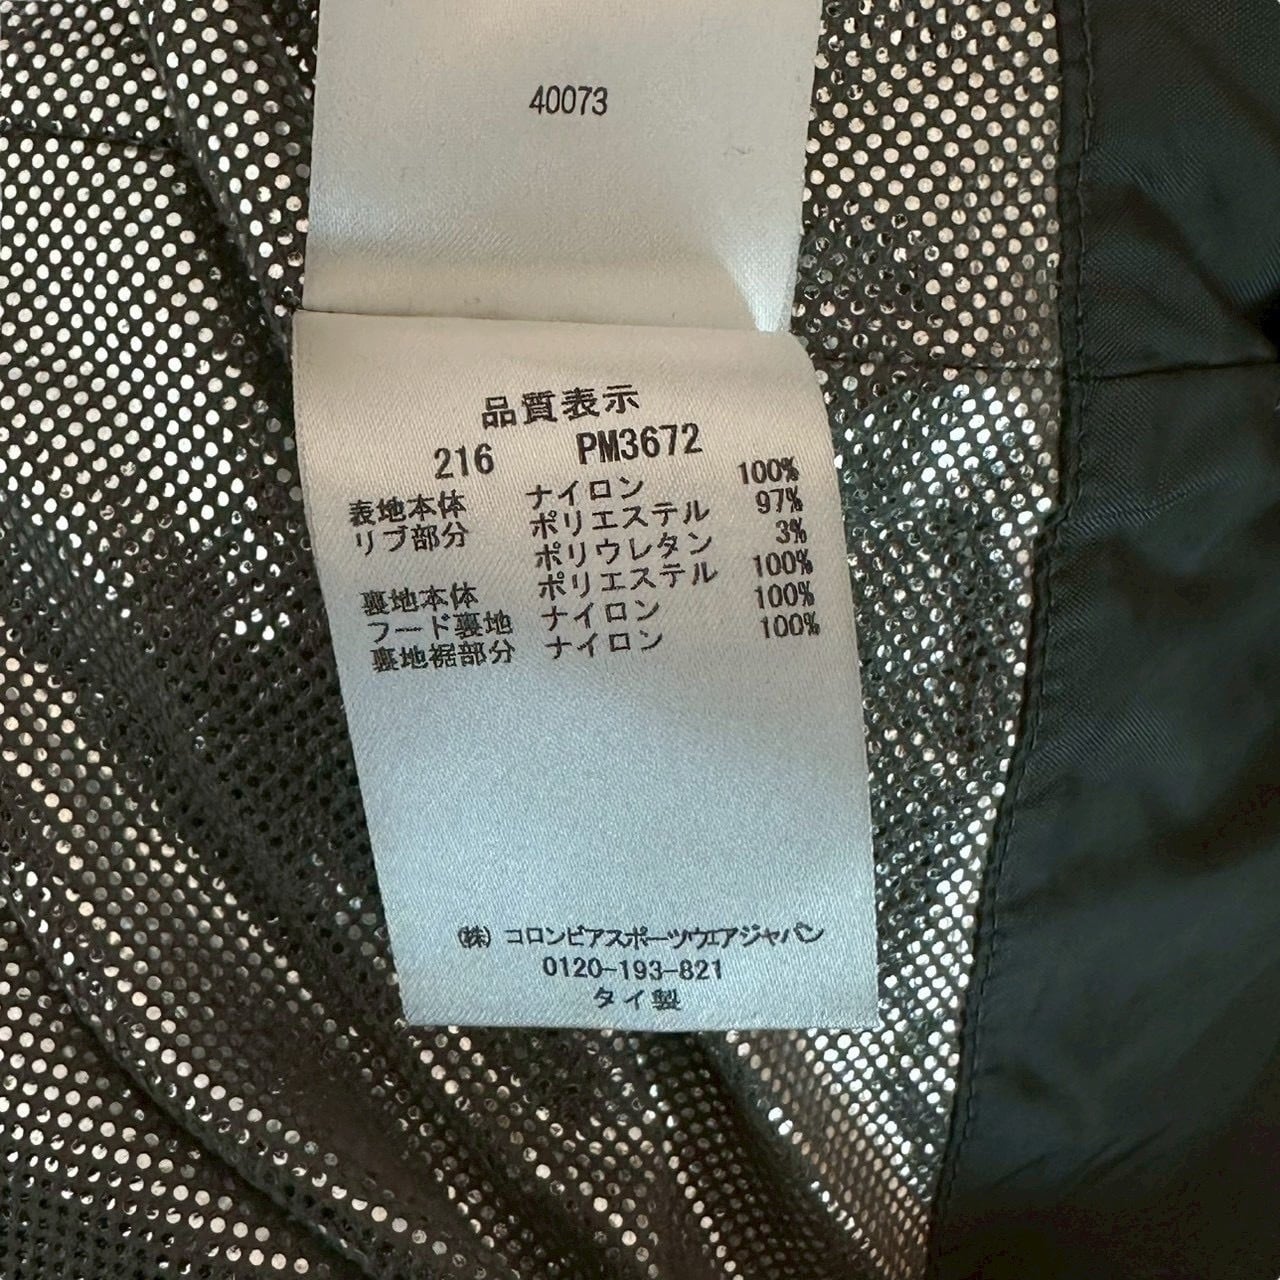 40073
品質表示
216 PM3672
表地本体 ナイロン 100%
リブ部分 ポリエステル 97%
ポリウレタン 3%
裏地本体 ポリエステル 100%
フード裏地 ナイロン 100%
裏地裾部分 ナイロン 100%
(株) コロンビアスポーツウェアジャパン
0120-193-821
タイ製